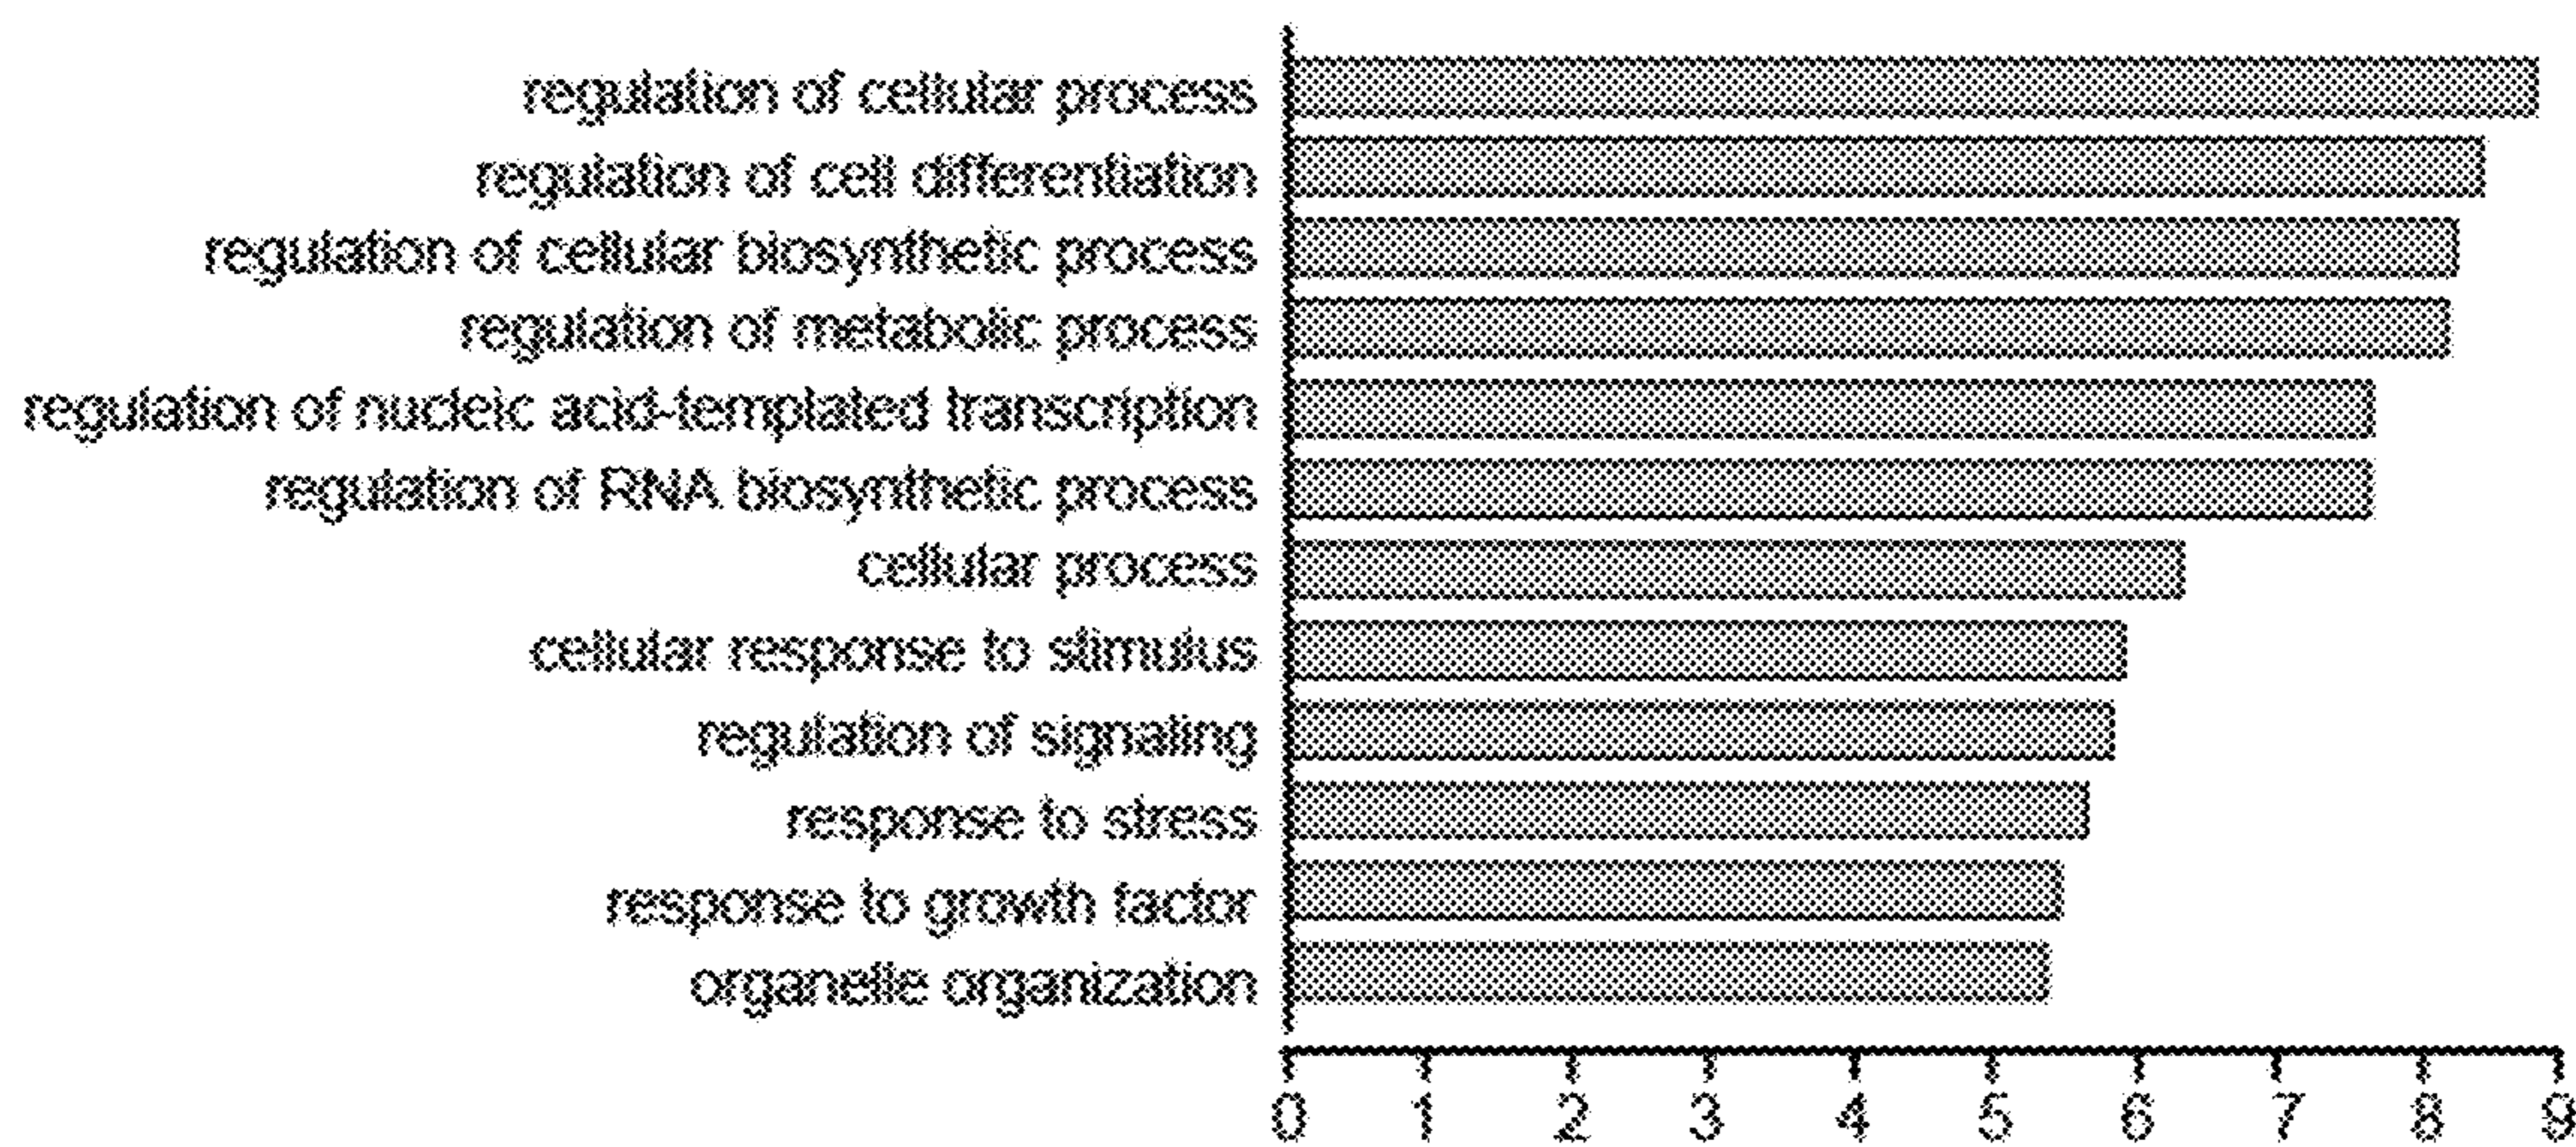 regulation of cellular process
regulation of cell differentiation
regulation of cellular biosynthetic process
regulation of metabolic process
regulation of nucleic acid-templated transcription
regulation of RNA biosynthetic process
cellular process
cellular response to stimulus
regulation of signaling
response to stress
response to growth factor
organelle organization
0 1 2 3 4 5 6 7 8 9